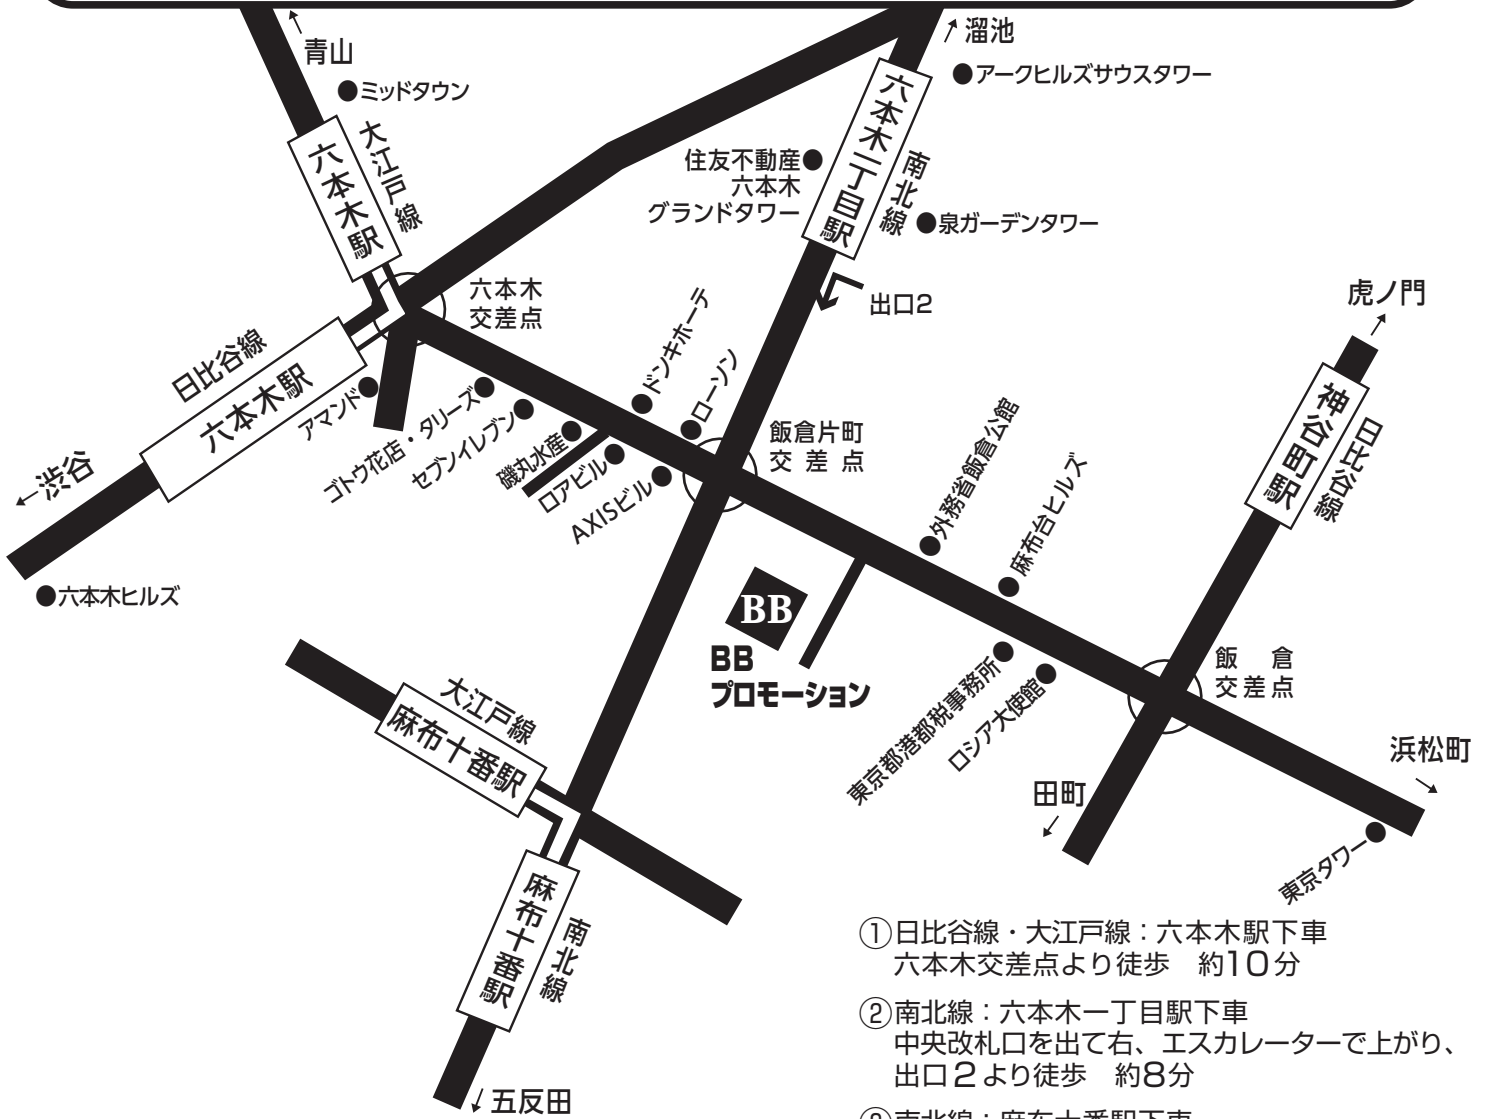 青山
ミッドタウン
大江戸線
六本木駅
溜池
アークヒルズサウスタワー
六本木一丁目駅
南北線
住友不動産
六本木
グランドタワー
泉ガーデンタワー
出口2
六本木
交差点
日比谷線
六本木駅
アマンド
ゴトウ花店・タリーズ
セブンイレブン
磯丸水産
ロアビル
AXISビル
ドンキホーテ
ローソン
飯倉片町
交差点
虎ノ門
神谷町駅
日比谷線
渋谷
六本木ヒルズ
外務省飯倉公館
麻布台ヒルズ
BB
BB
プロモーション
東京都港都税事務所
ロシア大使館
飯倉
交差点
大江戸線
麻布十番駅
田町
浜松町
東京タワー
麻布十番駅
南北線
五反田
①日比谷線・大江戸線：六本木駅下車
六本木交差点より徒歩　約10分
②南北線：六本木一丁目駅下車
中央改札口を出て右、エスカレーターで上がり、
出口2より徒歩　約8分
③南北線：麻布十番駅下車